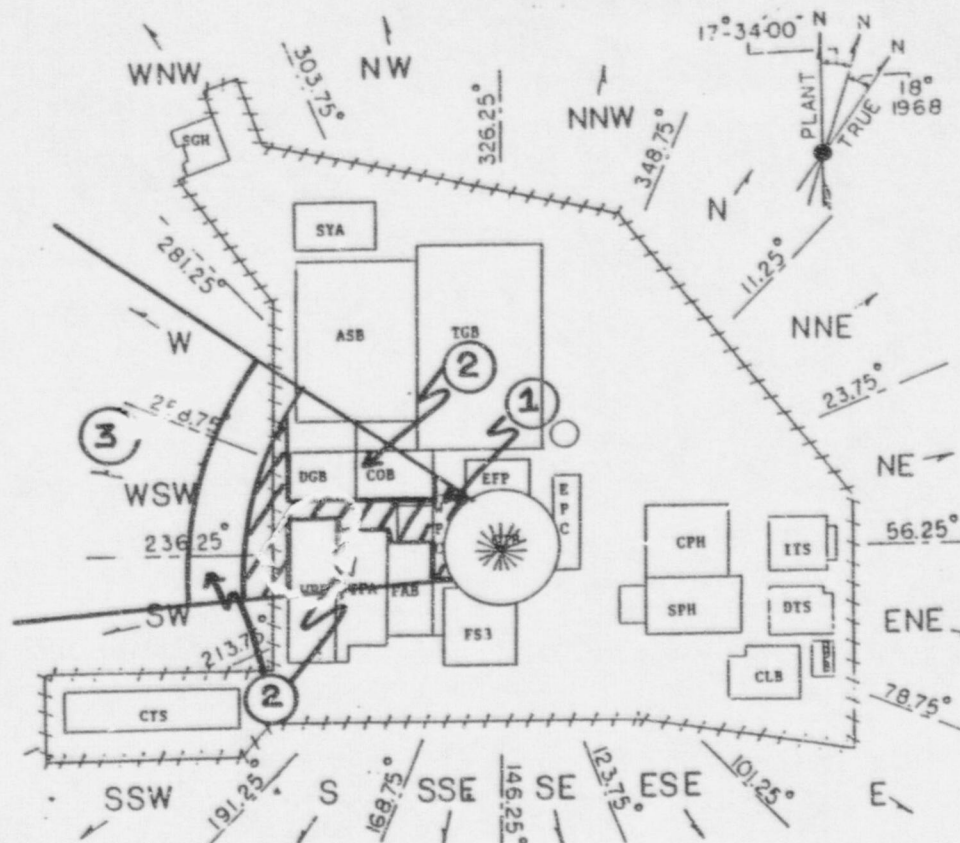 17°-34'-00"
N
N
N
PLANT
TRUE
18°
1968
WNW
303.75°
NW
326.25°
NNW
348.75°
N
11.25°
NNE
23.75°
NE
56.25°
ENE
78.75°
E
101.25°
ESE
123.75°
SE
146.25°
SSE
168.75°
S
191.25°
SSW
213.75°
SW
236.25°
WSW
W
281.25°
SGH
SYA
ASB
TGB
2
1
3
DGB
COB
EFP
EPC
FAB
FS3
CPH
SPH
ITS
DTS
CLB
CTS
2